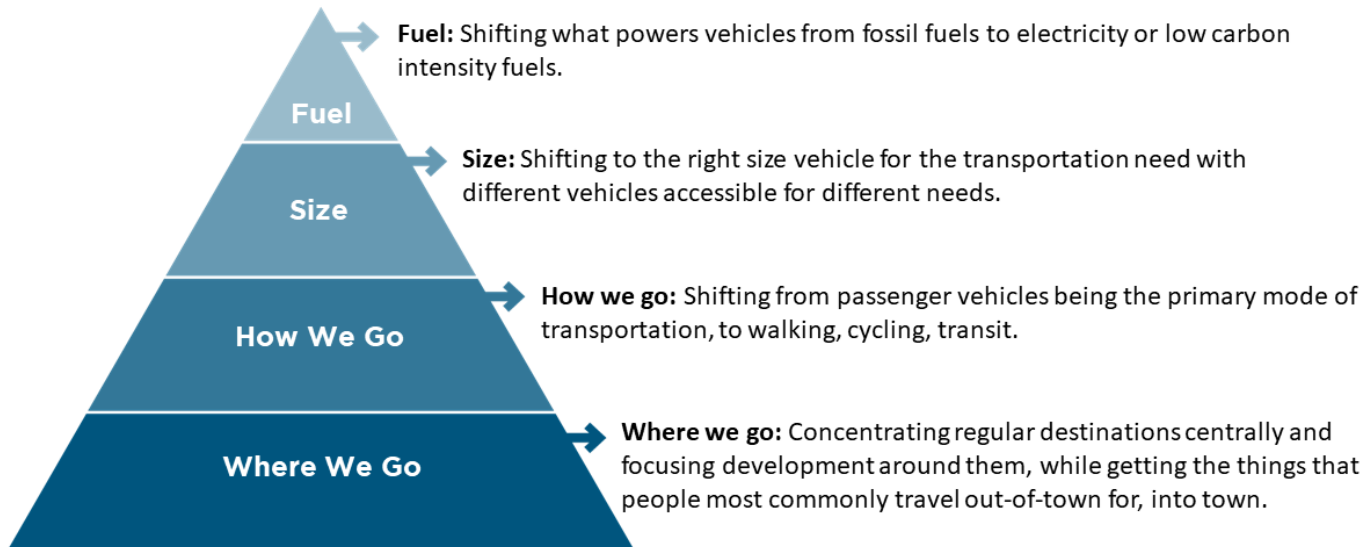 Fuel: Shifting what powers vehicles from fossil fuels to electricity or low carbon
intensity fuels.
Fuel
Size: Shifting to the right size vehicle for the transportation need with
different vehicles accessible for different needs.
Size
How we go: Shifting from passenger vehicles being the primary mode of
transportation, to walking, cycling, transit.
How We Go
Where we go: Concentrating regular destinations centrally and
focusing development around them, while getting the things that
people most commonly travel out-of-town for, into town.
Where We Go